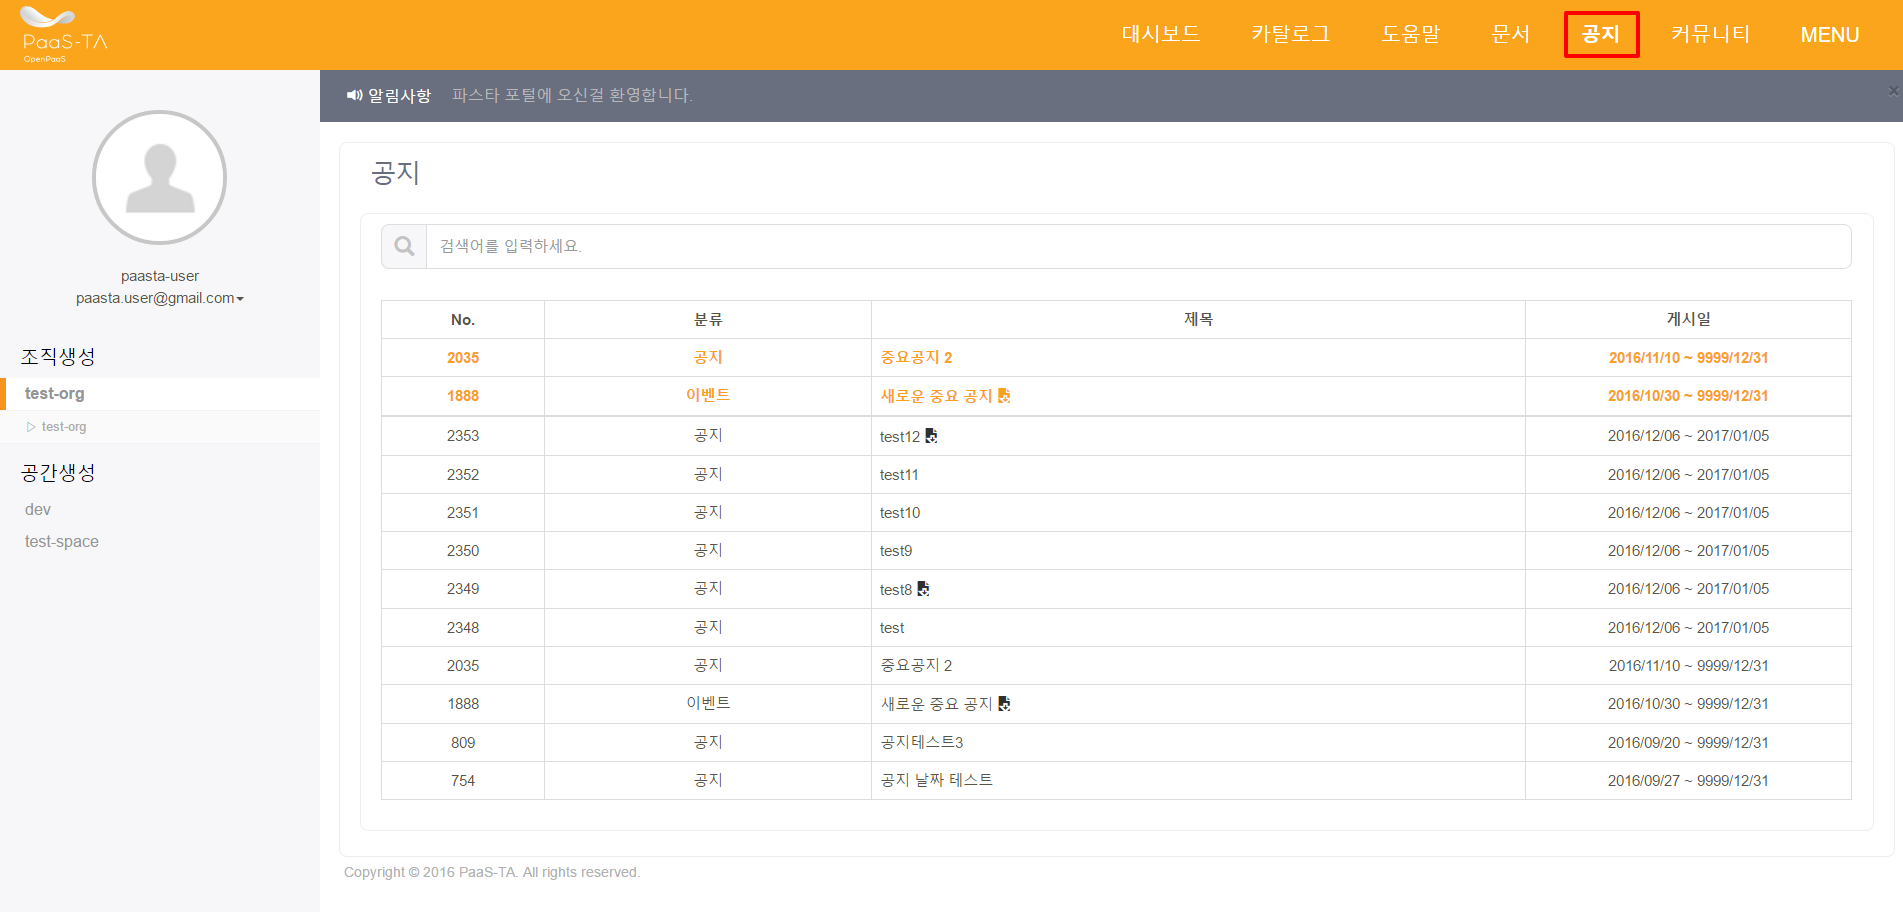 PaaS-TA
OpenPaaS
대시보드 카탈로그 도움말 문서 공지 커뮤니티 MENU
알림사항 파스타 포털에 오신걸 환영합니다. ×
paasta-user
paasta.user@gmail.com
조직생성
test-org
test-org
공간생성
dev
test-space
공지
검색어를 입력하세요.
No. 분류 제목 게시일
2035 공지 중요공지 2 2016/11/10 ~ 9999/12/31
1888 이벤트 새로운 중요 공지 2016/10/30 ~ 9999/12/31
2353 공지 test12 2016/12/06 ~ 2017/01/05
2352 공지 test11 2016/12/06 ~ 2017/01/05
2351 공지 test10 2016/12/06 ~ 2017/01/05
2350 공지 test9 2016/12/06 ~ 2017/01/05
2349 공지 test8 2016/12/06 ~ 2017/01/05
2348 공지 test 2016/12/06 ~ 2017/01/05
2035 공지 중요공지 2 2016/11/10 ~ 9999/12/31
1888 이벤트 새로운 중요 공지 2016/10/30 ~ 9999/12/31
809 공지 공지테스트3 2016/09/20 ~ 9999/12/31
754 공지 공지 날짜 테스트 2016/09/27 ~ 9999/12/31
Copyright © 2016 PaaS-TA. All rights reserved.